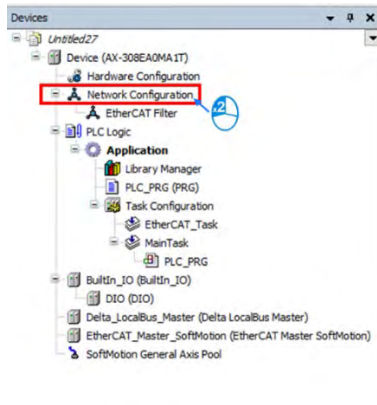 Devices
Untitled27
Device (AX-308EA0MA1T)
Hardware Configuration
Network Configuration
EtherCAT Filter
PLC Logic
Application
Library Manager
PLC_PRG (PRG)
Task Configuration
EtherCAT_Task
MainTask
PLC_PRG
BuiltIn_IO (BuiltIn_IO)
DIO (DIO)
Delta_LocalBus_Master (Delta LocalBus Master)
EtherCAT_Master_SoftMotion (EtherCAT Master SoftMotion)
SoftMotion General Axis Pool